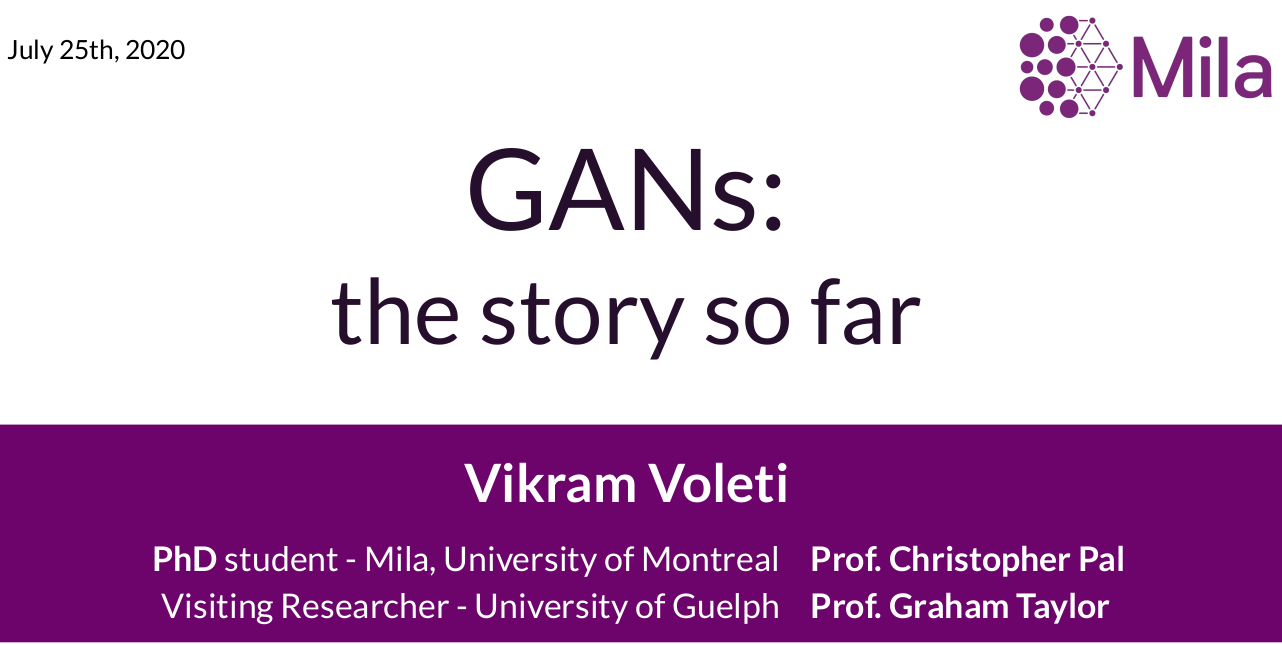 July 25th, 2020
Mila
GANs:
the story so far
Vikram Voleti
PhD student - Mila, University of Montreal Prof. Christopher Pal
Visiting Researcher - University of Guelph Prof. Graham Taylor